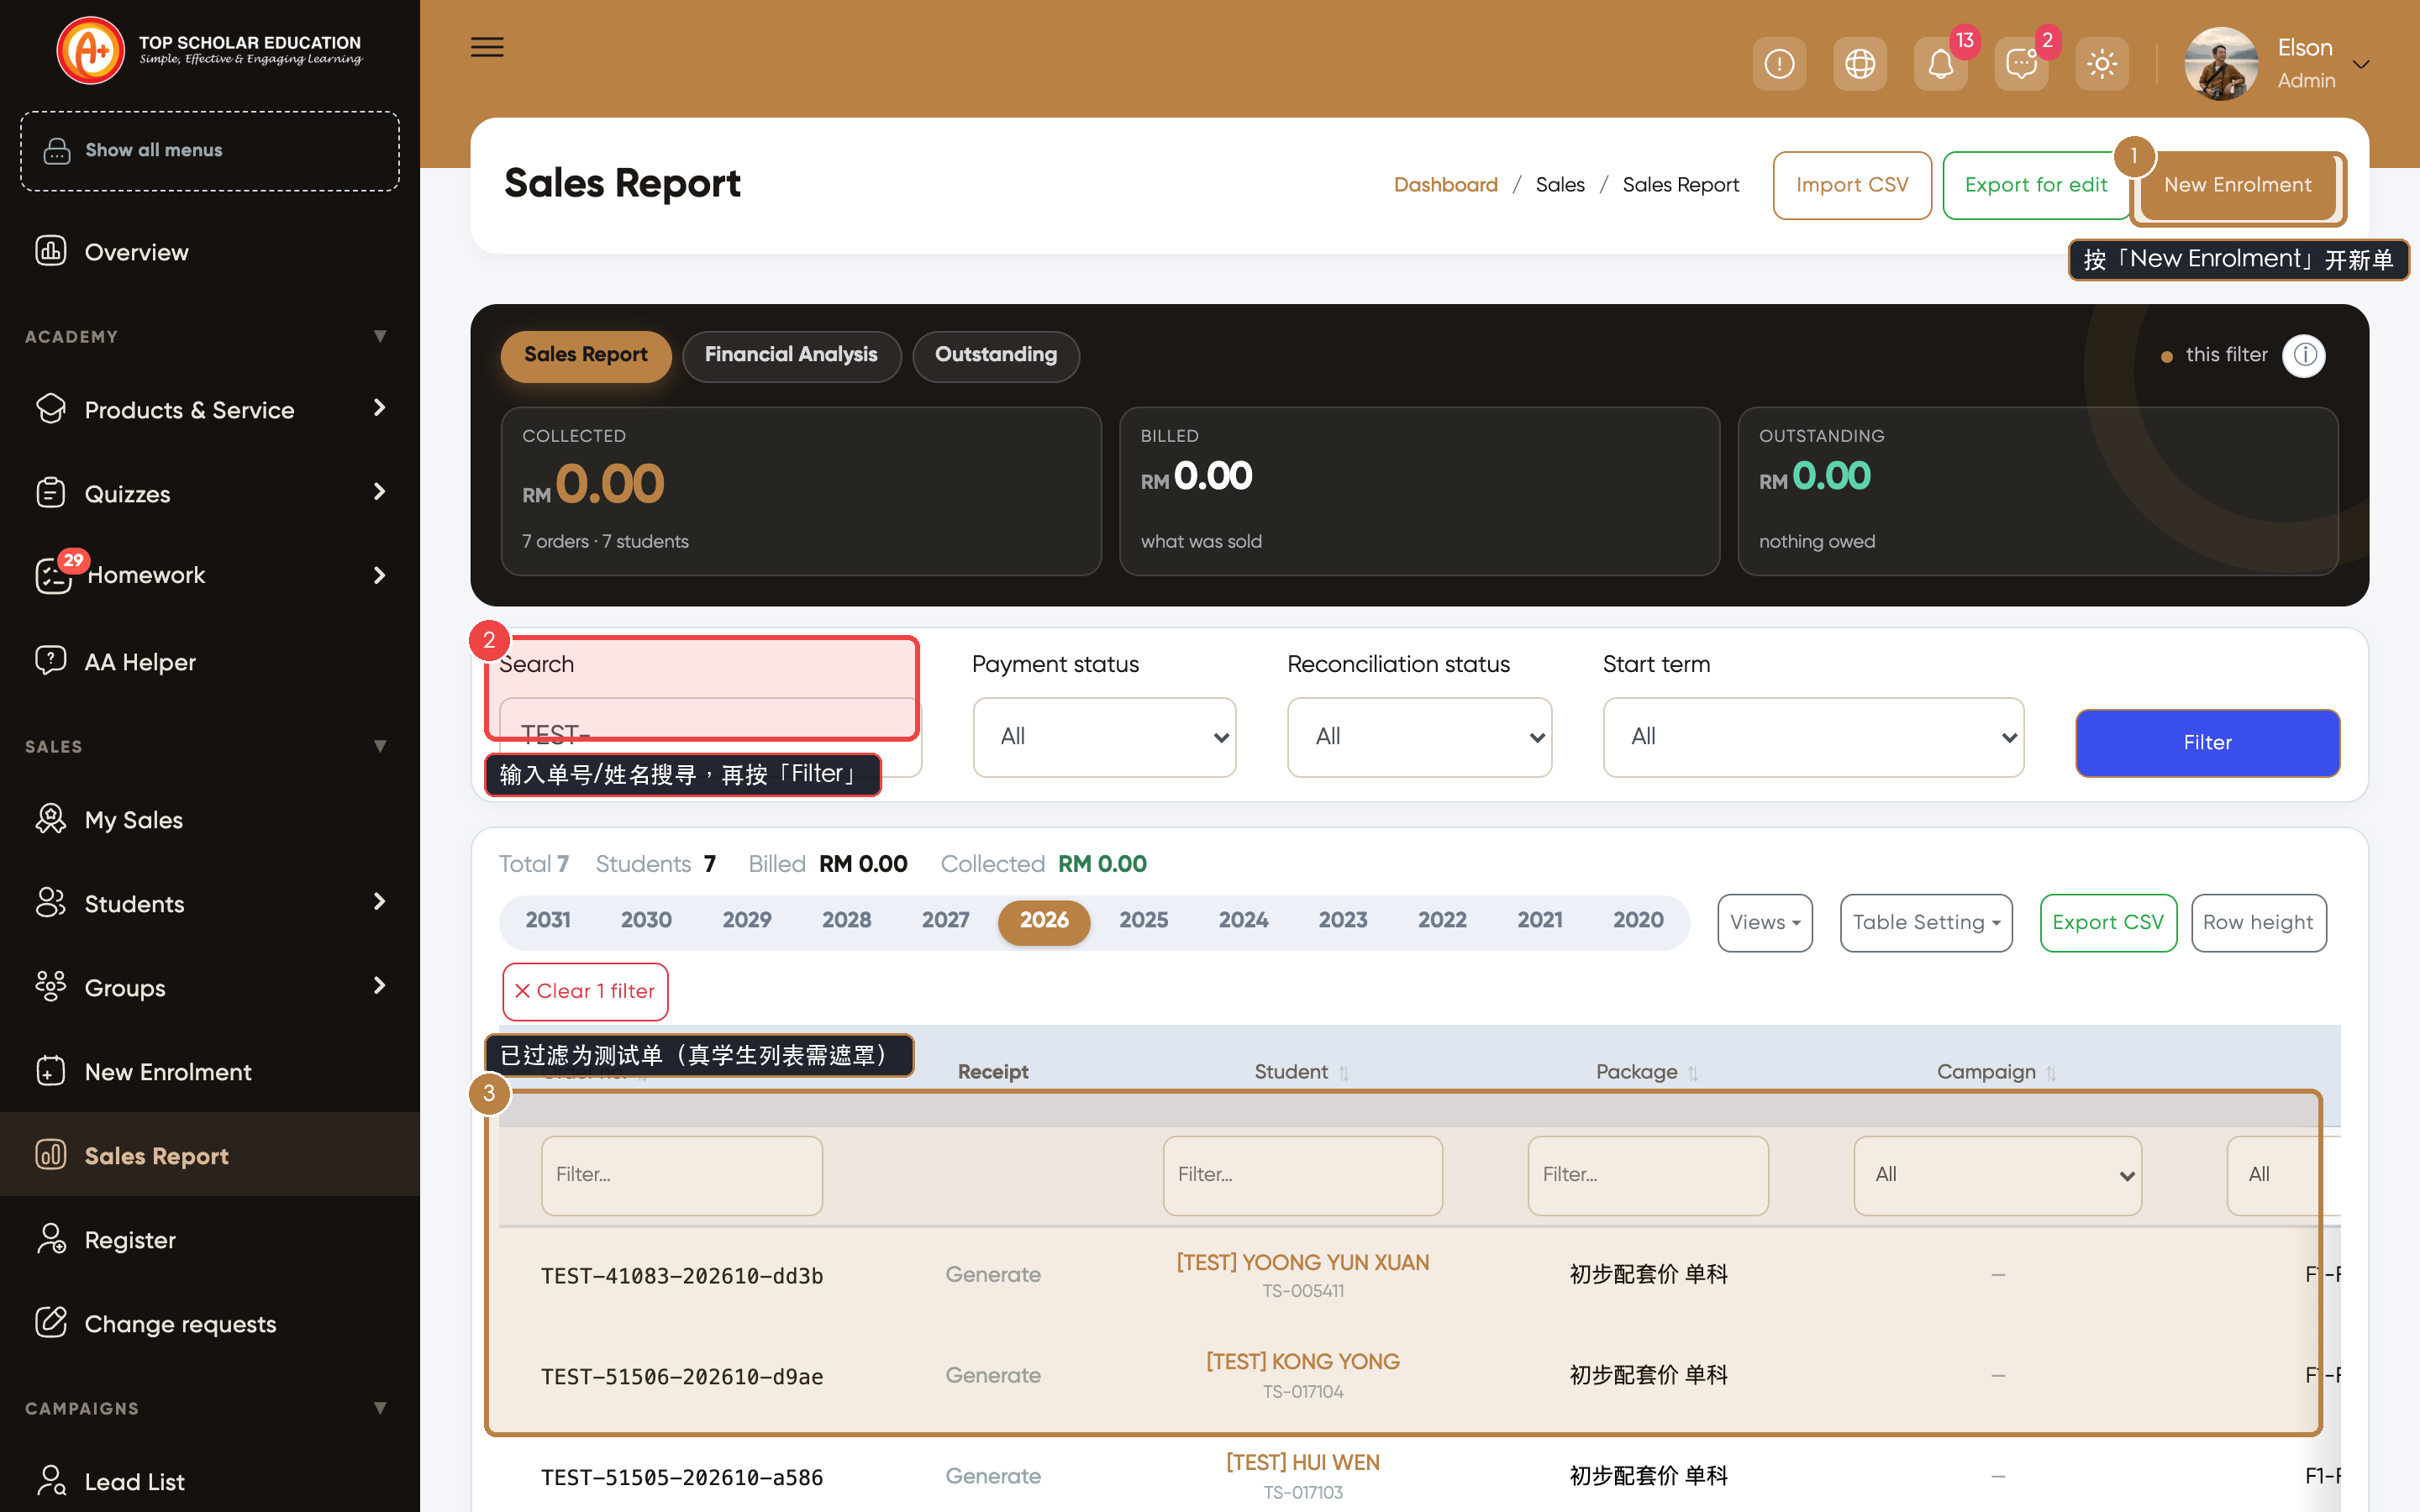 TOP SCHOLAR EDUCATION
Simple, Effective & Engaging Learning
Show all menus
Overview
ACADEMY
Products & Service
Quizzes
29
Homework
AA Helper
SALES
My Sales
Students
Groups
New Enrolment
Sales Report
Register
Change requests
CAMPAIGNS
Lead List
13
2
Elson
Admin
Sales Report
Dashboard / Sales / Sales Report
Import CSV
Export for edit
1
New Enrolment
按「New Enrolment」开新单
Sales Report
Financial Analysis
Outstanding
this filter
COLLECTED
RM 0.00
7 orders · 7 students
BILLED
RM 0.00
what was sold
OUTSTANDING
RM 0.00
nothing owed
2
Search
TEST-
输入单号/姓名搜寻，再按「Filter」
Payment status
All
Reconciliation status
All
Start term
All
Filter
Total 7 Students 7 Billed RM 0.00 Collected RM 0.00
2031 2030 2029 2028 2027 2026 2025 2024 2023 2022 2021 2020
Views
Table Setting
Export CSV
Row height
× Clear 1 filter
已过滤为测试单（真学生列表需遮罩）
Receipt Student Package Campaign
3
Filter... Filter... Filter... All All
TEST-41083-202610-dd3b Generate [TEST] YOONG YUN XUAN 初步配套价 单科 —
TS-005411
TEST-51506-202610-d9ae Generate [TEST] KONG YONG 初步配套价 单科 —
TS-017104
TEST-51505-202610-a586 Generate [TEST] HUI WEN 初步配套价 单科 — F1-F
TS-017103